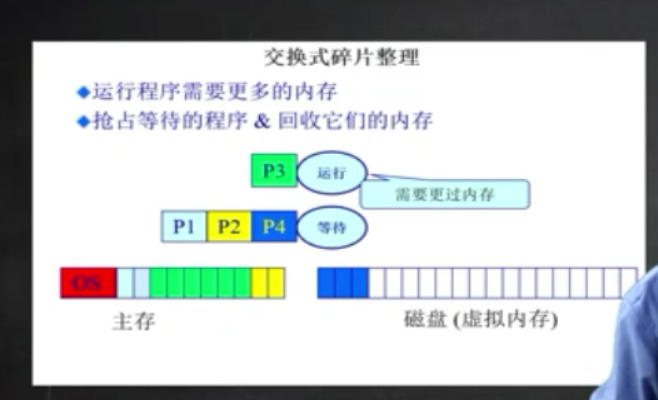 交换式碎片整理
◆运行程序需要更多的内存
◆抢占等待的程序 & 回收它们的内存
P3 运行
需要更过内存
P1 P2 P4 等待
OS
主存
磁盘 (虚拟内存)